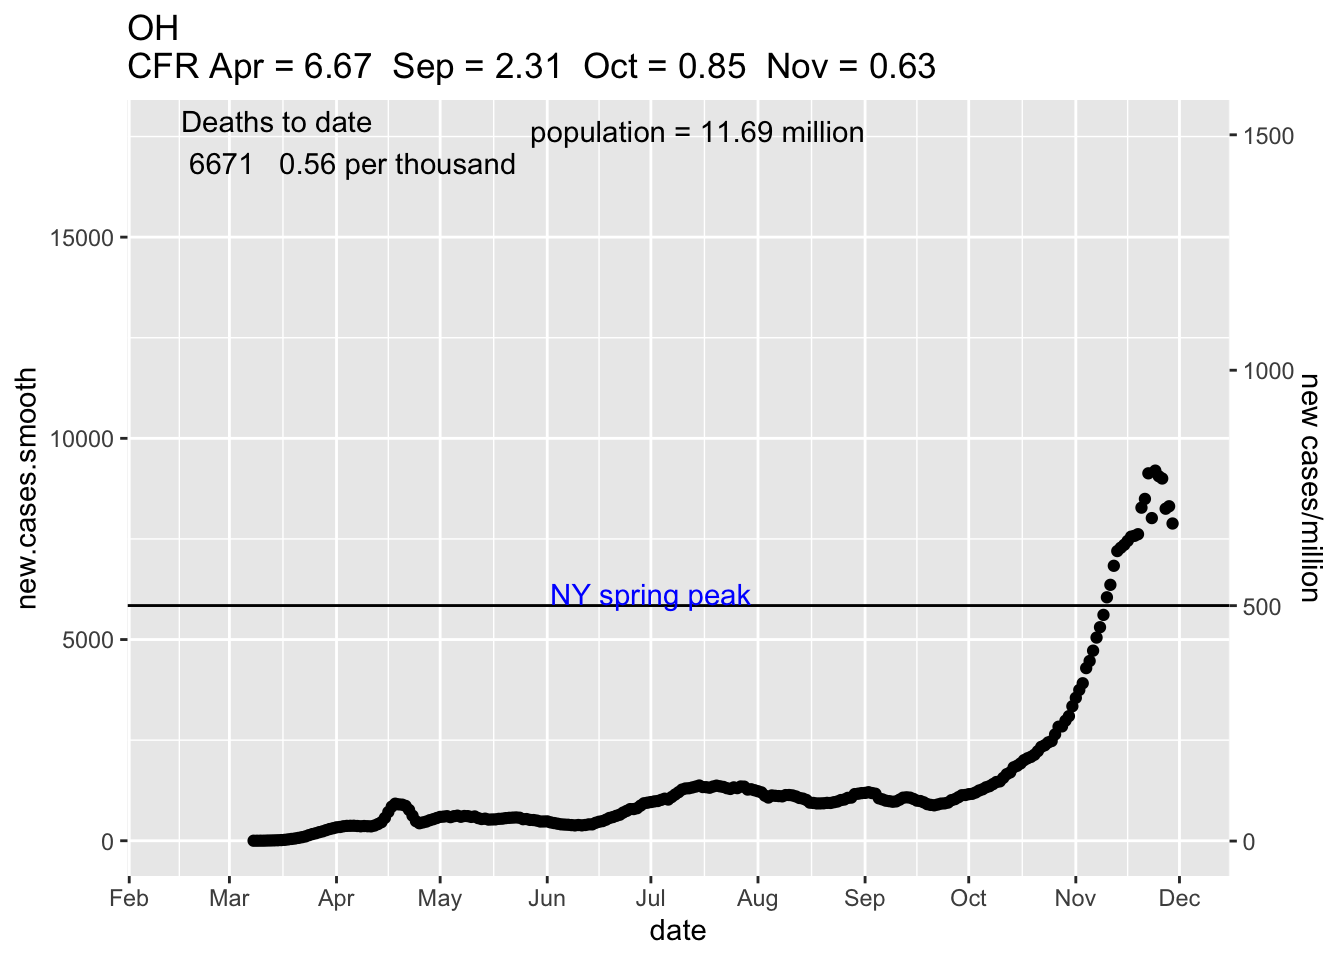 OH
CFR Apr = 6.67  Sep = 2.31  Oct = 0.85  Nov = 0.63
Deaths to date
6671   0.56 per thousand
population = 11.69 million
new.cases.smooth
15000
10000
5000
0
NY spring peak
1500
1000
500
0
new cases/million
Feb Mar Apr May Jun Jul Aug Sep Oct Nov Dec
date